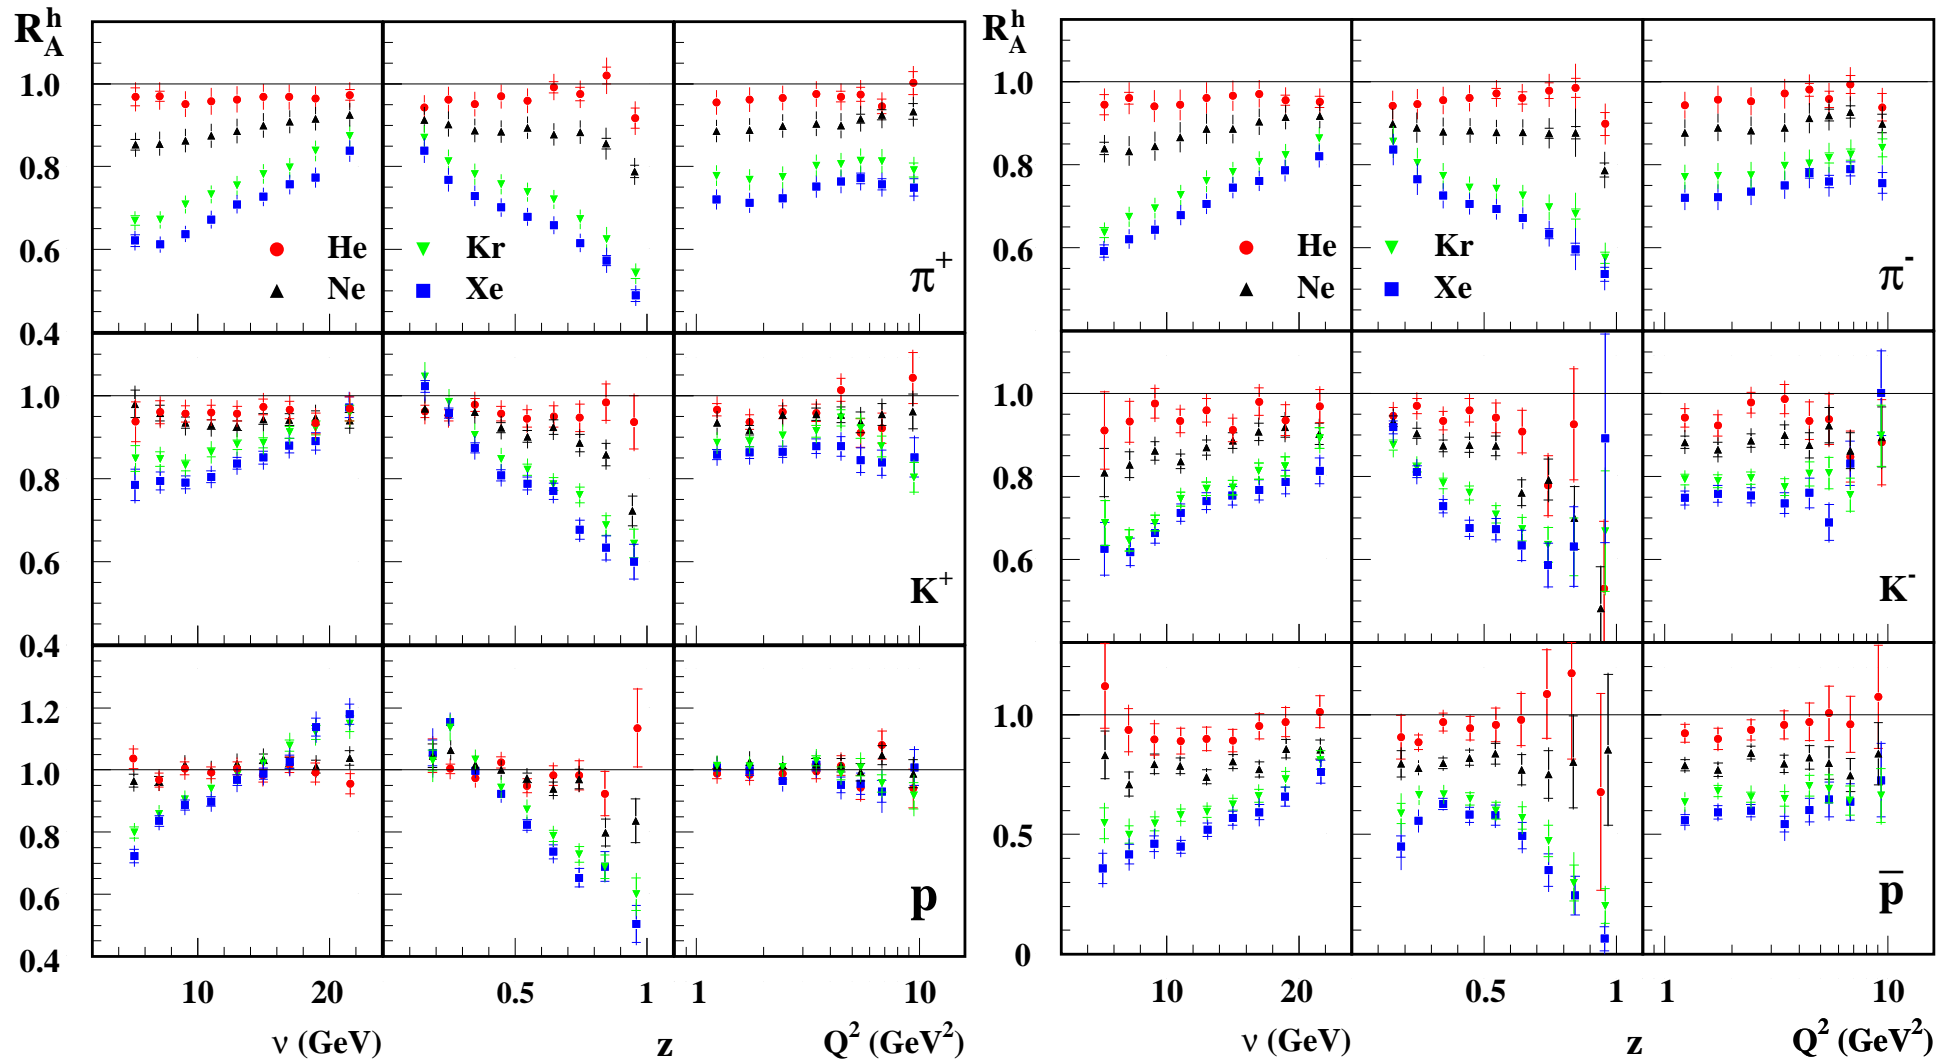 R_A^h
1.0
0.8
0.6
0.4
He
Ne
Kr
Xe
π+
1.0
0.8
0.6
0.4
K+
1.2
1.0
0.8
0.6
0.4
p
10 20 0.5 1 1 10
ν (GeV) z Q² (GeV²)
R_A^h
1.0
0.8
0.6
He
Ne
Kr
Xe
π-
1.0
0.8
0.6
K-
1.0
0.5
0
p̅
10 20 0.5 1 1 10
ν (GeV) z Q² (GeV²)